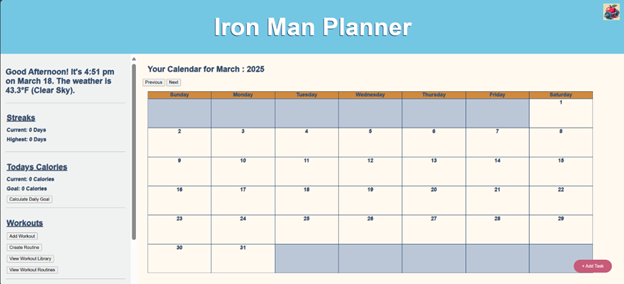 Iron Man Planner
Good Afternoon! It's 4:51 pm
on March 18. The weather is
43.3°F (Clear Sky).
Streaks
Current: 0 Days
Highest: 0 Days
Todays Calories
Current: 0 Calories
Goal: 0 Calories
Calculate Daily Goal
Workouts
Add Workout
Create Routine
View Workout Library
View Workout Routines
Your Calendar for March : 2025
Previous Next
Sunday Monday Tuesday Wednesday Thursday Friday Saturday
1
2 3 4 5 6 7 8
9 10 11 12 13 14 15
16 17 18 19 20 21 22
23 24 25 26 27 28 29
30 31
+ Add Task